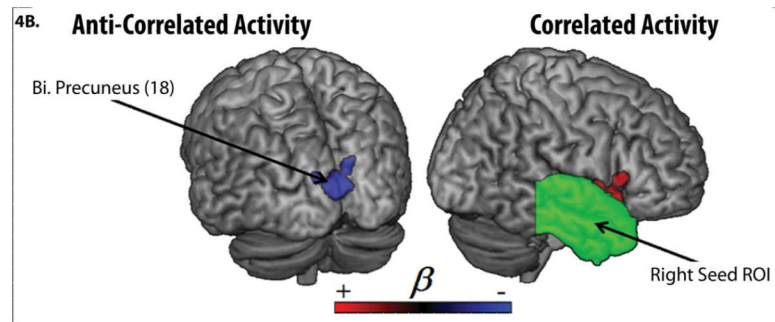 4B.
Anti-Correlated Activity
Correlated Activity
Bi. Precuneus (18)
Right Seed ROI
+ β -